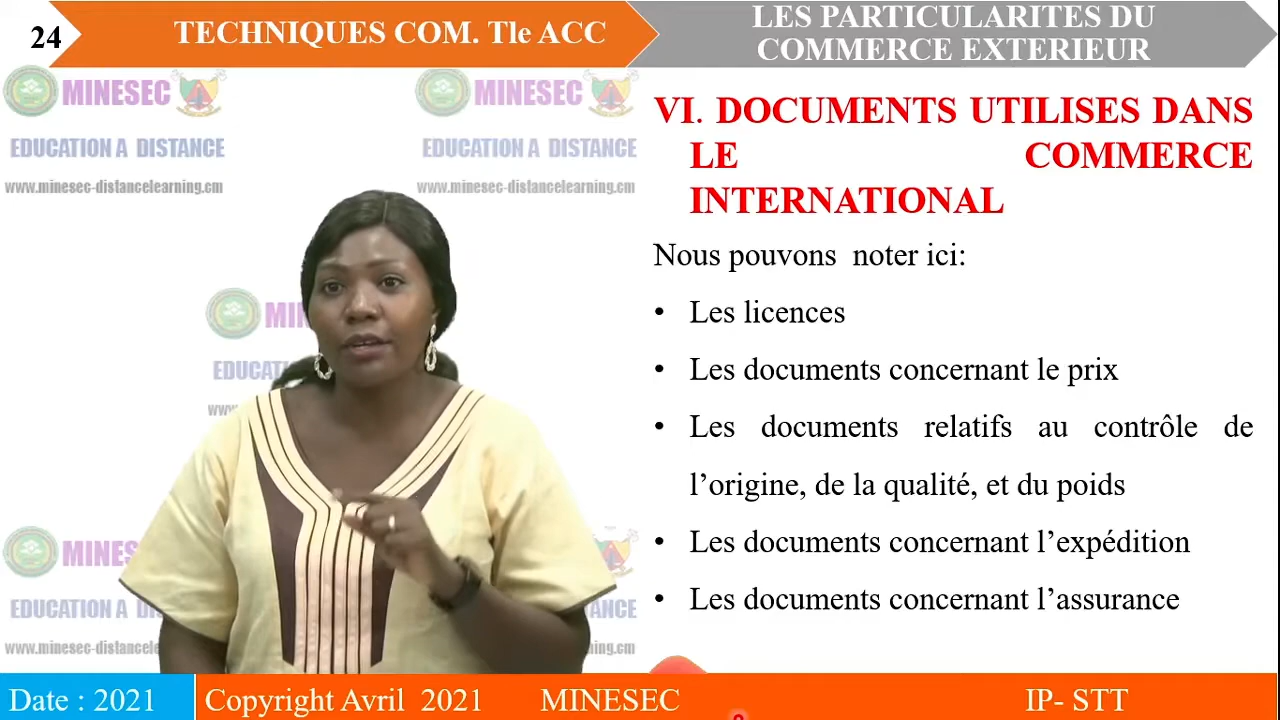 24
TECHNIQUES COM. Tle ACC
LES PARTICULARITES DU
COMMERCE EXTERIEUR
MINESEC
EDUCATION A DISTANCE
www.minesec-distancelearning.cm
MINESEC
EDUCATION A DISTANCE
www.minesec-distancelearning.cm
VI. DOCUMENTS UTILISES DANS
LE COMMERCE
INTERNATIONAL
Nous pouvons noter ici:
• Les licences
• Les documents concernant le prix
• Les documents relatifs au contrôle de
l’origine, de la qualité, et du poids
• Les documents concernant l’expédition
• Les documents concernant l’assurance
Date : 2021
Copyright Avril 2021
MINESEC
IP- STT